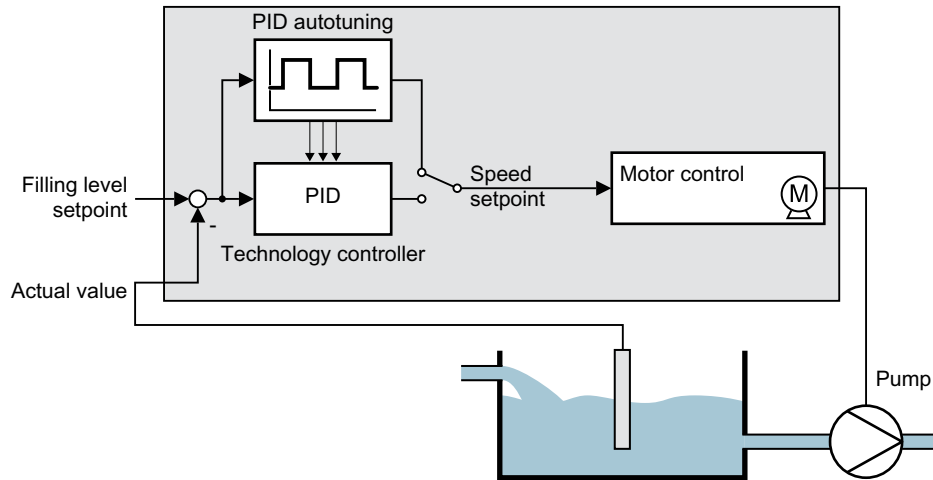 PID autotuning
PID
Technology controller
Filling level
setpoint
-
Actual value
Speed
setpoint
Motor control
M
Pump